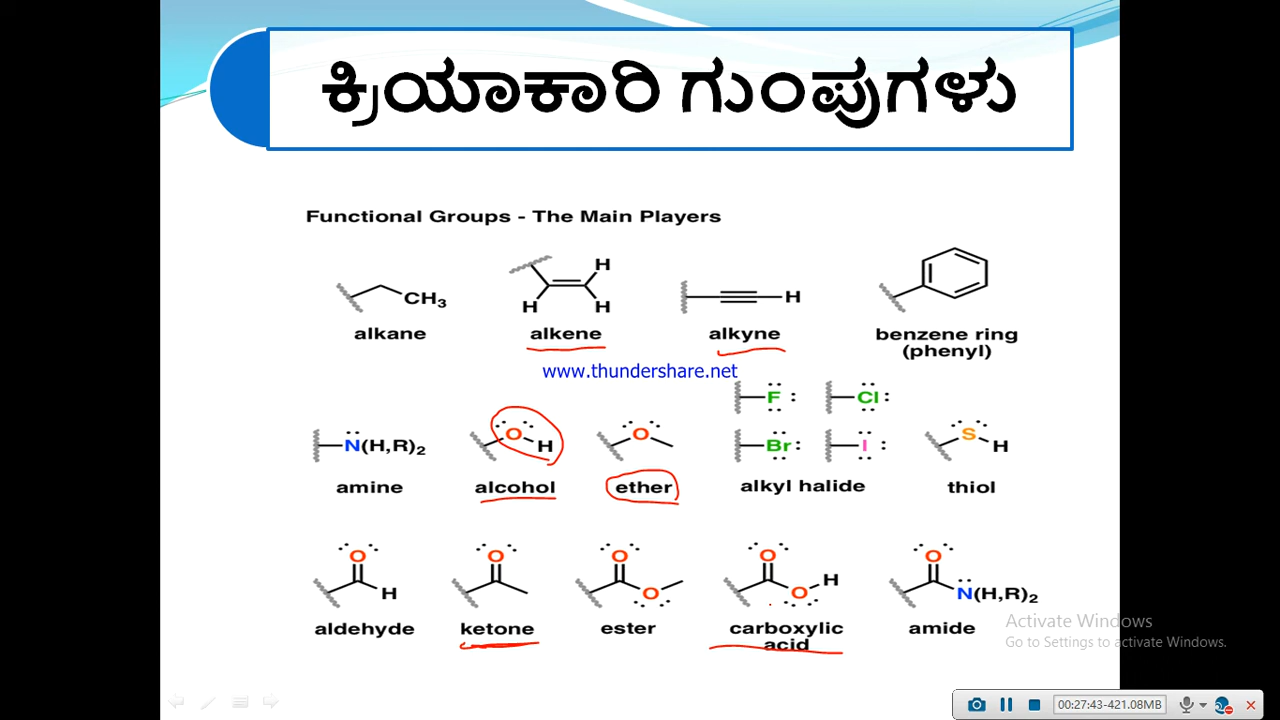 ಕ್ರಿಯಾಕಾರಿ ಗುಂಪುಗಳು
Functional Groups - The Main Players
CH3
H
H
H
H
alkane
alkene
alkyne
benzene ring
(phenyl)
www.thundershare.net
F
Cl
N(H,R)2
O
H
O
Br
I
S
H
amine
alcohol
ether
alkyl halide
thiol
O
H
O
O
O
O
O
H
O
N(H,R)2
aldehyde
ketone
ester
carboxylic
acid
amide
Activate Windows
Go to Settings to activate Windows.
00:27:43-421.08MB